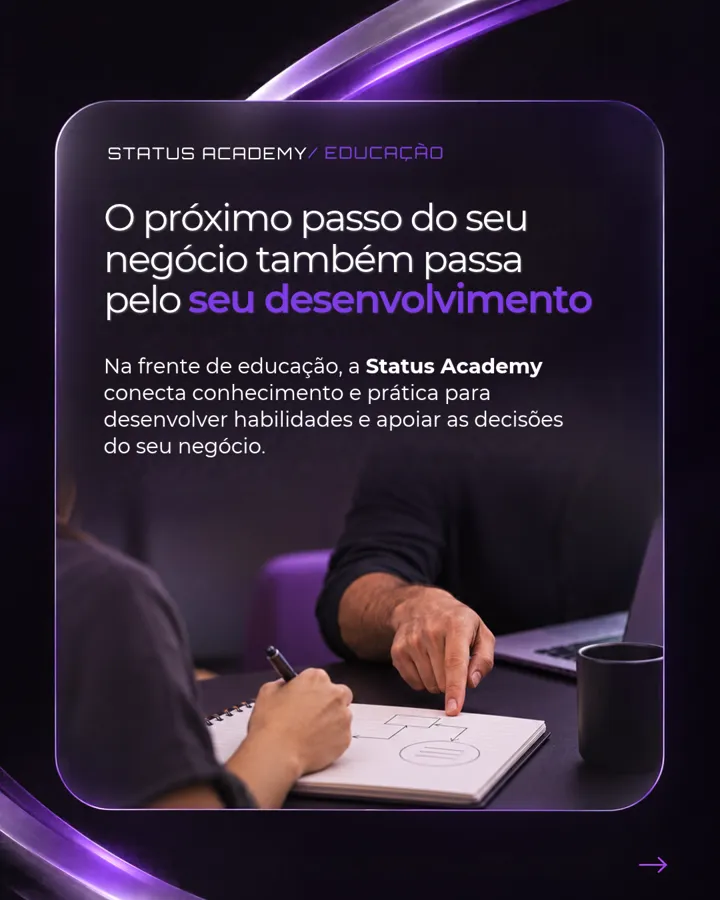 STATUS ACADEMY/ EDUCAÇÃO
O próximo passo do seu
negócio também passa
pelo seu desenvolvimento
Na frente de educação, a Status Academy
conecta conhecimento e prática para
desenvolver habilidades e apoiar as decisões
do seu negócio.